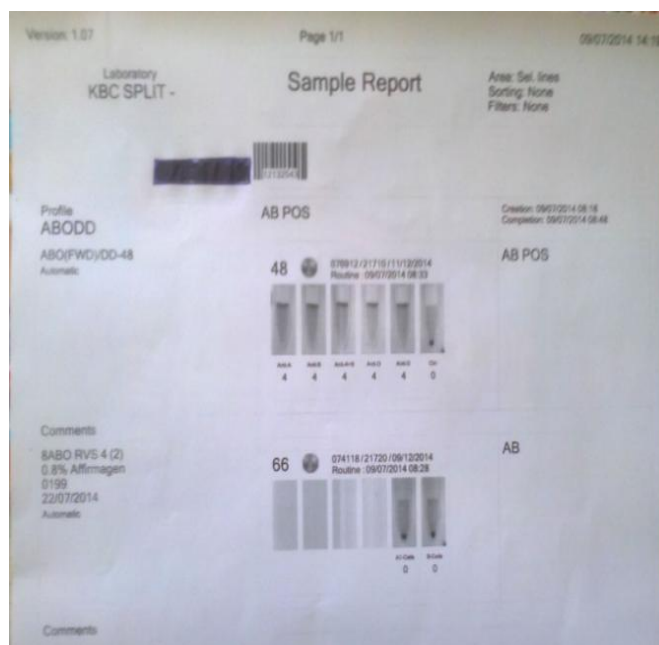 Version: 1.07 Page 1/1 09/07/2014 14:19
Laboratory
KBC SPLIT -
Sample Report
Area: Sel. lines
Sorting: None
Filters: None
Profile
ABODD
AB POS
Creation: 09/07/2014 08:16
Completion: 09/07/2014 08:48
ABO(FWD)/DD-48
Automatic
48
Routine : 09/07/2014 08:33
AB POS
4 4 4 4 4 0
Comments
8ABO RVS 4 (2)
0.8% Affirmagen
0199
22/07/2014
Automatic
66
074118 / 21720 / 09/12/2014
Routine : 09/07/2014 08:28
AB
0 0
Comments